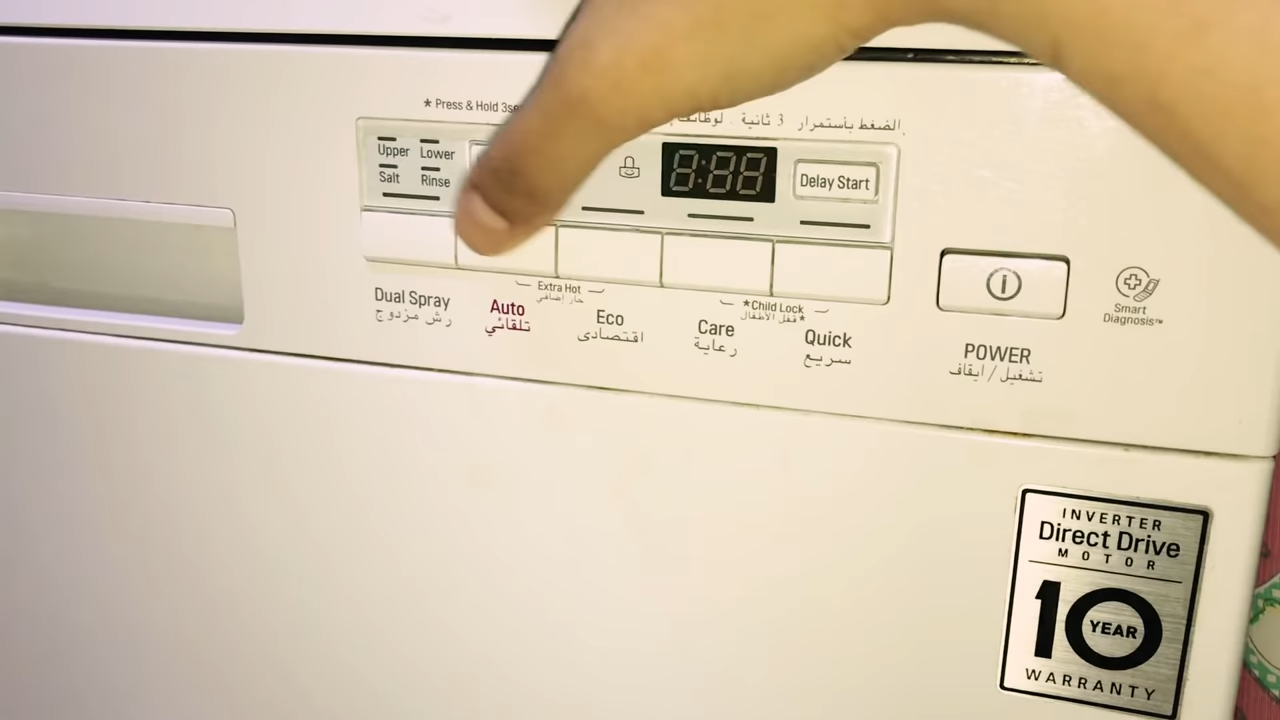 * Press & Hold 3se
الضغط بأستمرار 3 ثانية . لوظائف
Upper
Lower
Salt
Rinse
8:88
Delay Start
Extra Hot
حار إضافي
*Child Lock
قفل الأطفال*
Dual Spray
رش مزدوج
Auto
تلقائي
Eco
اقتصادى
Care
رعاية
Quick
سريع
POWER
تشغيل / ايقاف
Smart
Diagnosis™
INVERTER
Direct Drive
MOTOR
10
YEAR
WARRANTY